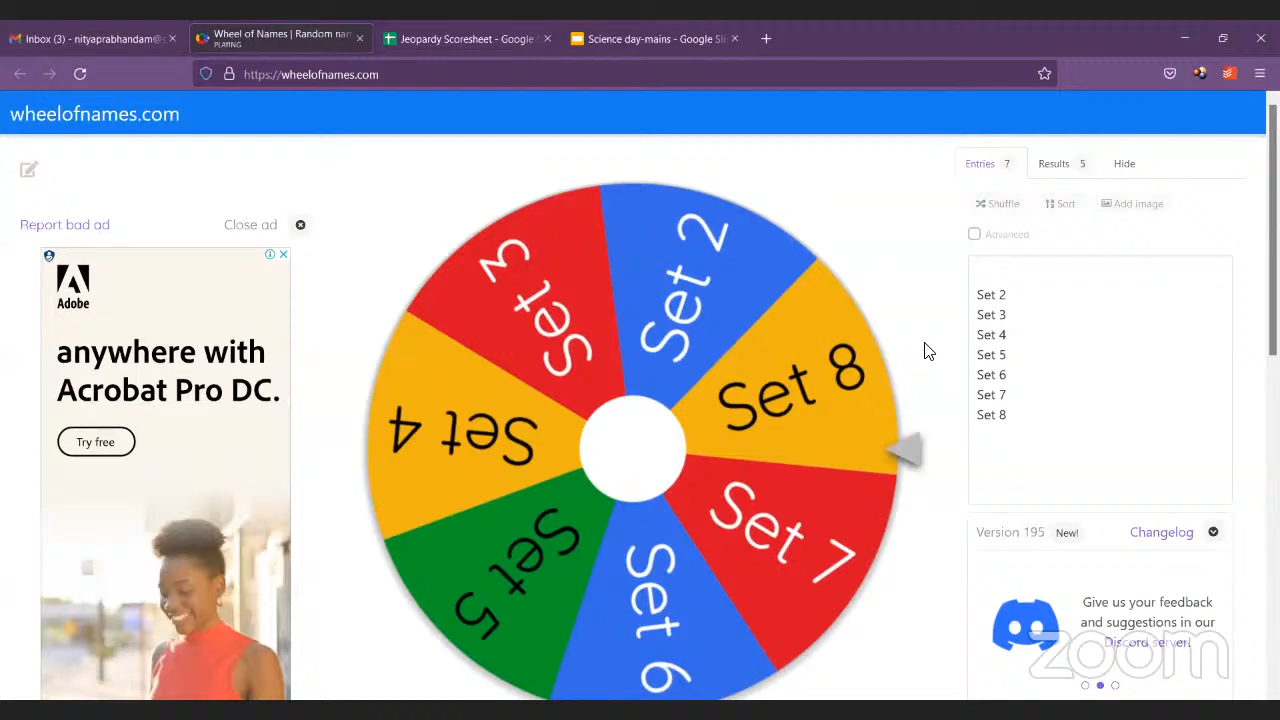 Inbox (3) - nityaprabhandam@
Wheel of Names | Random nam
PLAYING
Jeopardy Scoresheet - Google
Science day-mains - Google Sli
https://wheelofnames.com
wheelofnames.com
Entries 7
Results 5
Hide
Shuffle
Sort
Add image
Advanced
Report bad ad
Close ad
Adobe
anywhere with
Acrobat Pro DC.
Try free
Set 2
Set 3
Set 8
Set 4
Set 7
Set 5
Set 6
Set 2
Set 3
Set 4
Set 5
Set 6
Set 7
Set 8
Version 195 New!
Changelog
Give us your feedback
and suggestions in our
Discord server!
zoom